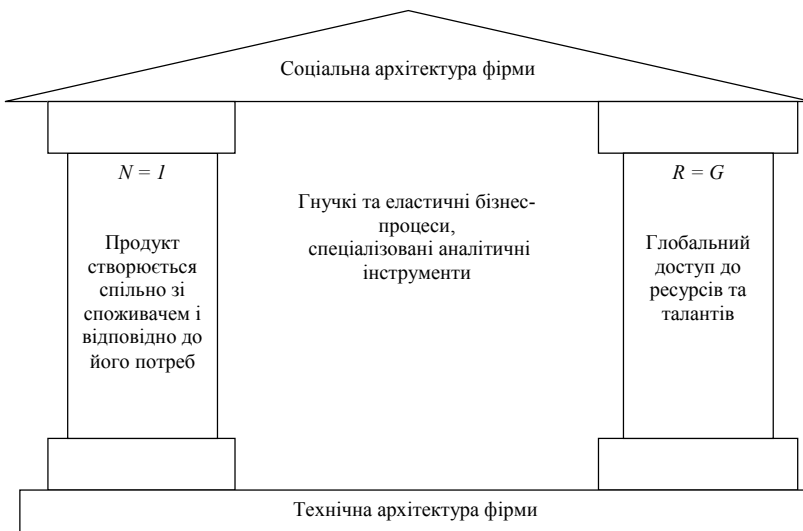 Соціальна архітектура фірми
N = 1
Продукт
створюється
спільно зі
споживачем і
відповідно до
його потреб
Гнучкі та еластичні бізнес-
процеси,
спеціалізовані аналітичні
інструменти
R = G
Глобальний
доступ до
ресурсів та
талантів
Технічна архітектура фірми